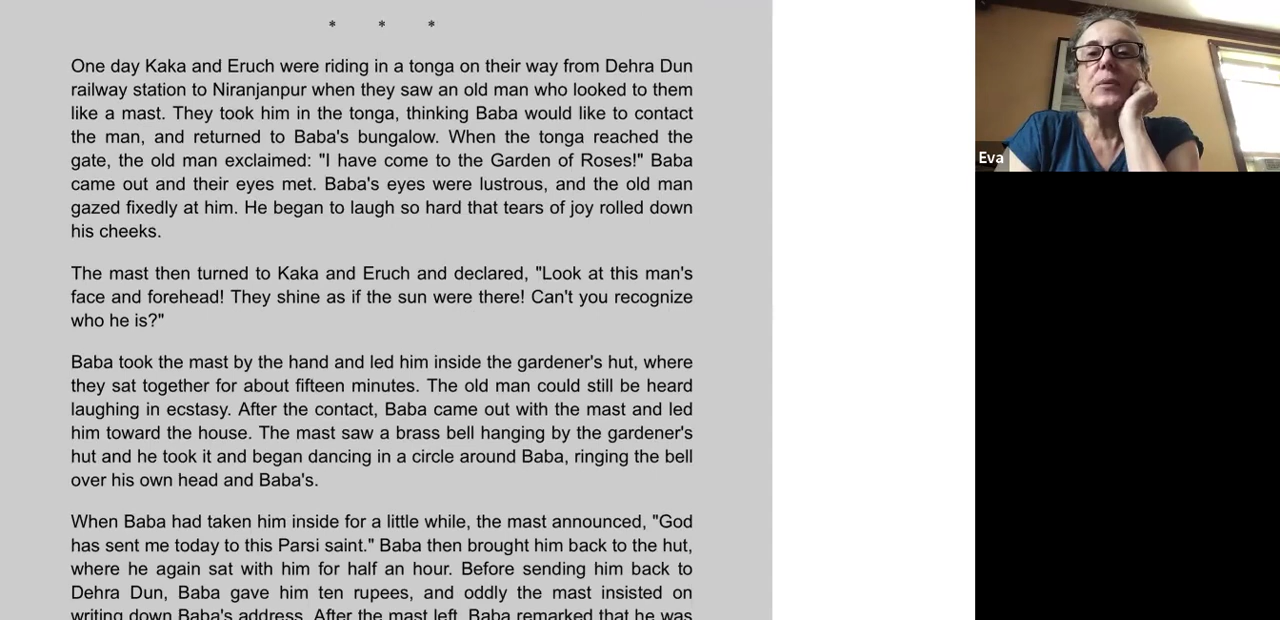 * * *
One day Kaka and Eruch were riding in a tonga on their way from Dehra Dun
railway station to Niranjanpur when they saw an old man who looked to them
like a mast. They took him in the tonga, thinking Baba would like to contact
the man, and returned to Baba's bungalow. When the tonga reached the
gate, the old man exclaimed: "I have come to the Garden of Roses!" Baba
came out and their eyes met. Baba's eyes were lustrous, and the old man
gazed fixedly at him. He began to laugh so hard that tears of joy rolled down
his cheeks.
The mast then turned to Kaka and Eruch and declared, "Look at this man's
face and forehead! They shine as if the sun were there! Can't you recognize
who he is?"
Baba took the mast by the hand and led him inside the gardener's hut, where
they sat together for about fifteen minutes. The old man could still be heard
laughing in ecstasy. After the contact, Baba came out with the mast and led
him toward the house. The mast saw a brass bell hanging by the gardener's
hut and he took it and began dancing in a circle around Baba, ringing the bell
over his own head and Baba's.
When Baba had taken him inside for a little while, the mast announced, "God
has sent me today to this Parsi saint." Baba then brought him back to the hut,
where he again sat with him for half an hour. Before sending him back to
Dehra Dun, Baba gave him ten rupees, and oddly the mast insisted on
writing down Baba's address. After the mast left, Baba remarked that he was
Eva